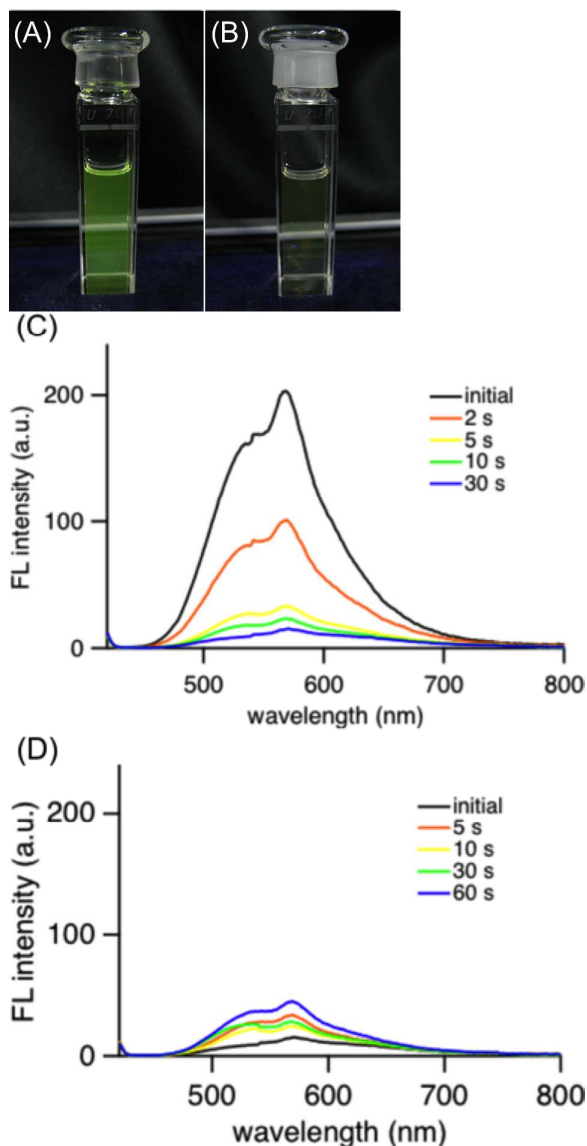 (A)
(B)
(C)
FL intensity (a.u.)
200
100
0
500
600
700
800
wavelength (nm)
initial
2 s
5 s
10 s
30 s
(D)
FL intensity (a.u.)
200
100
0
500
600
700
800
wavelength (nm)
initial
5 s
10 s
30 s
60 s